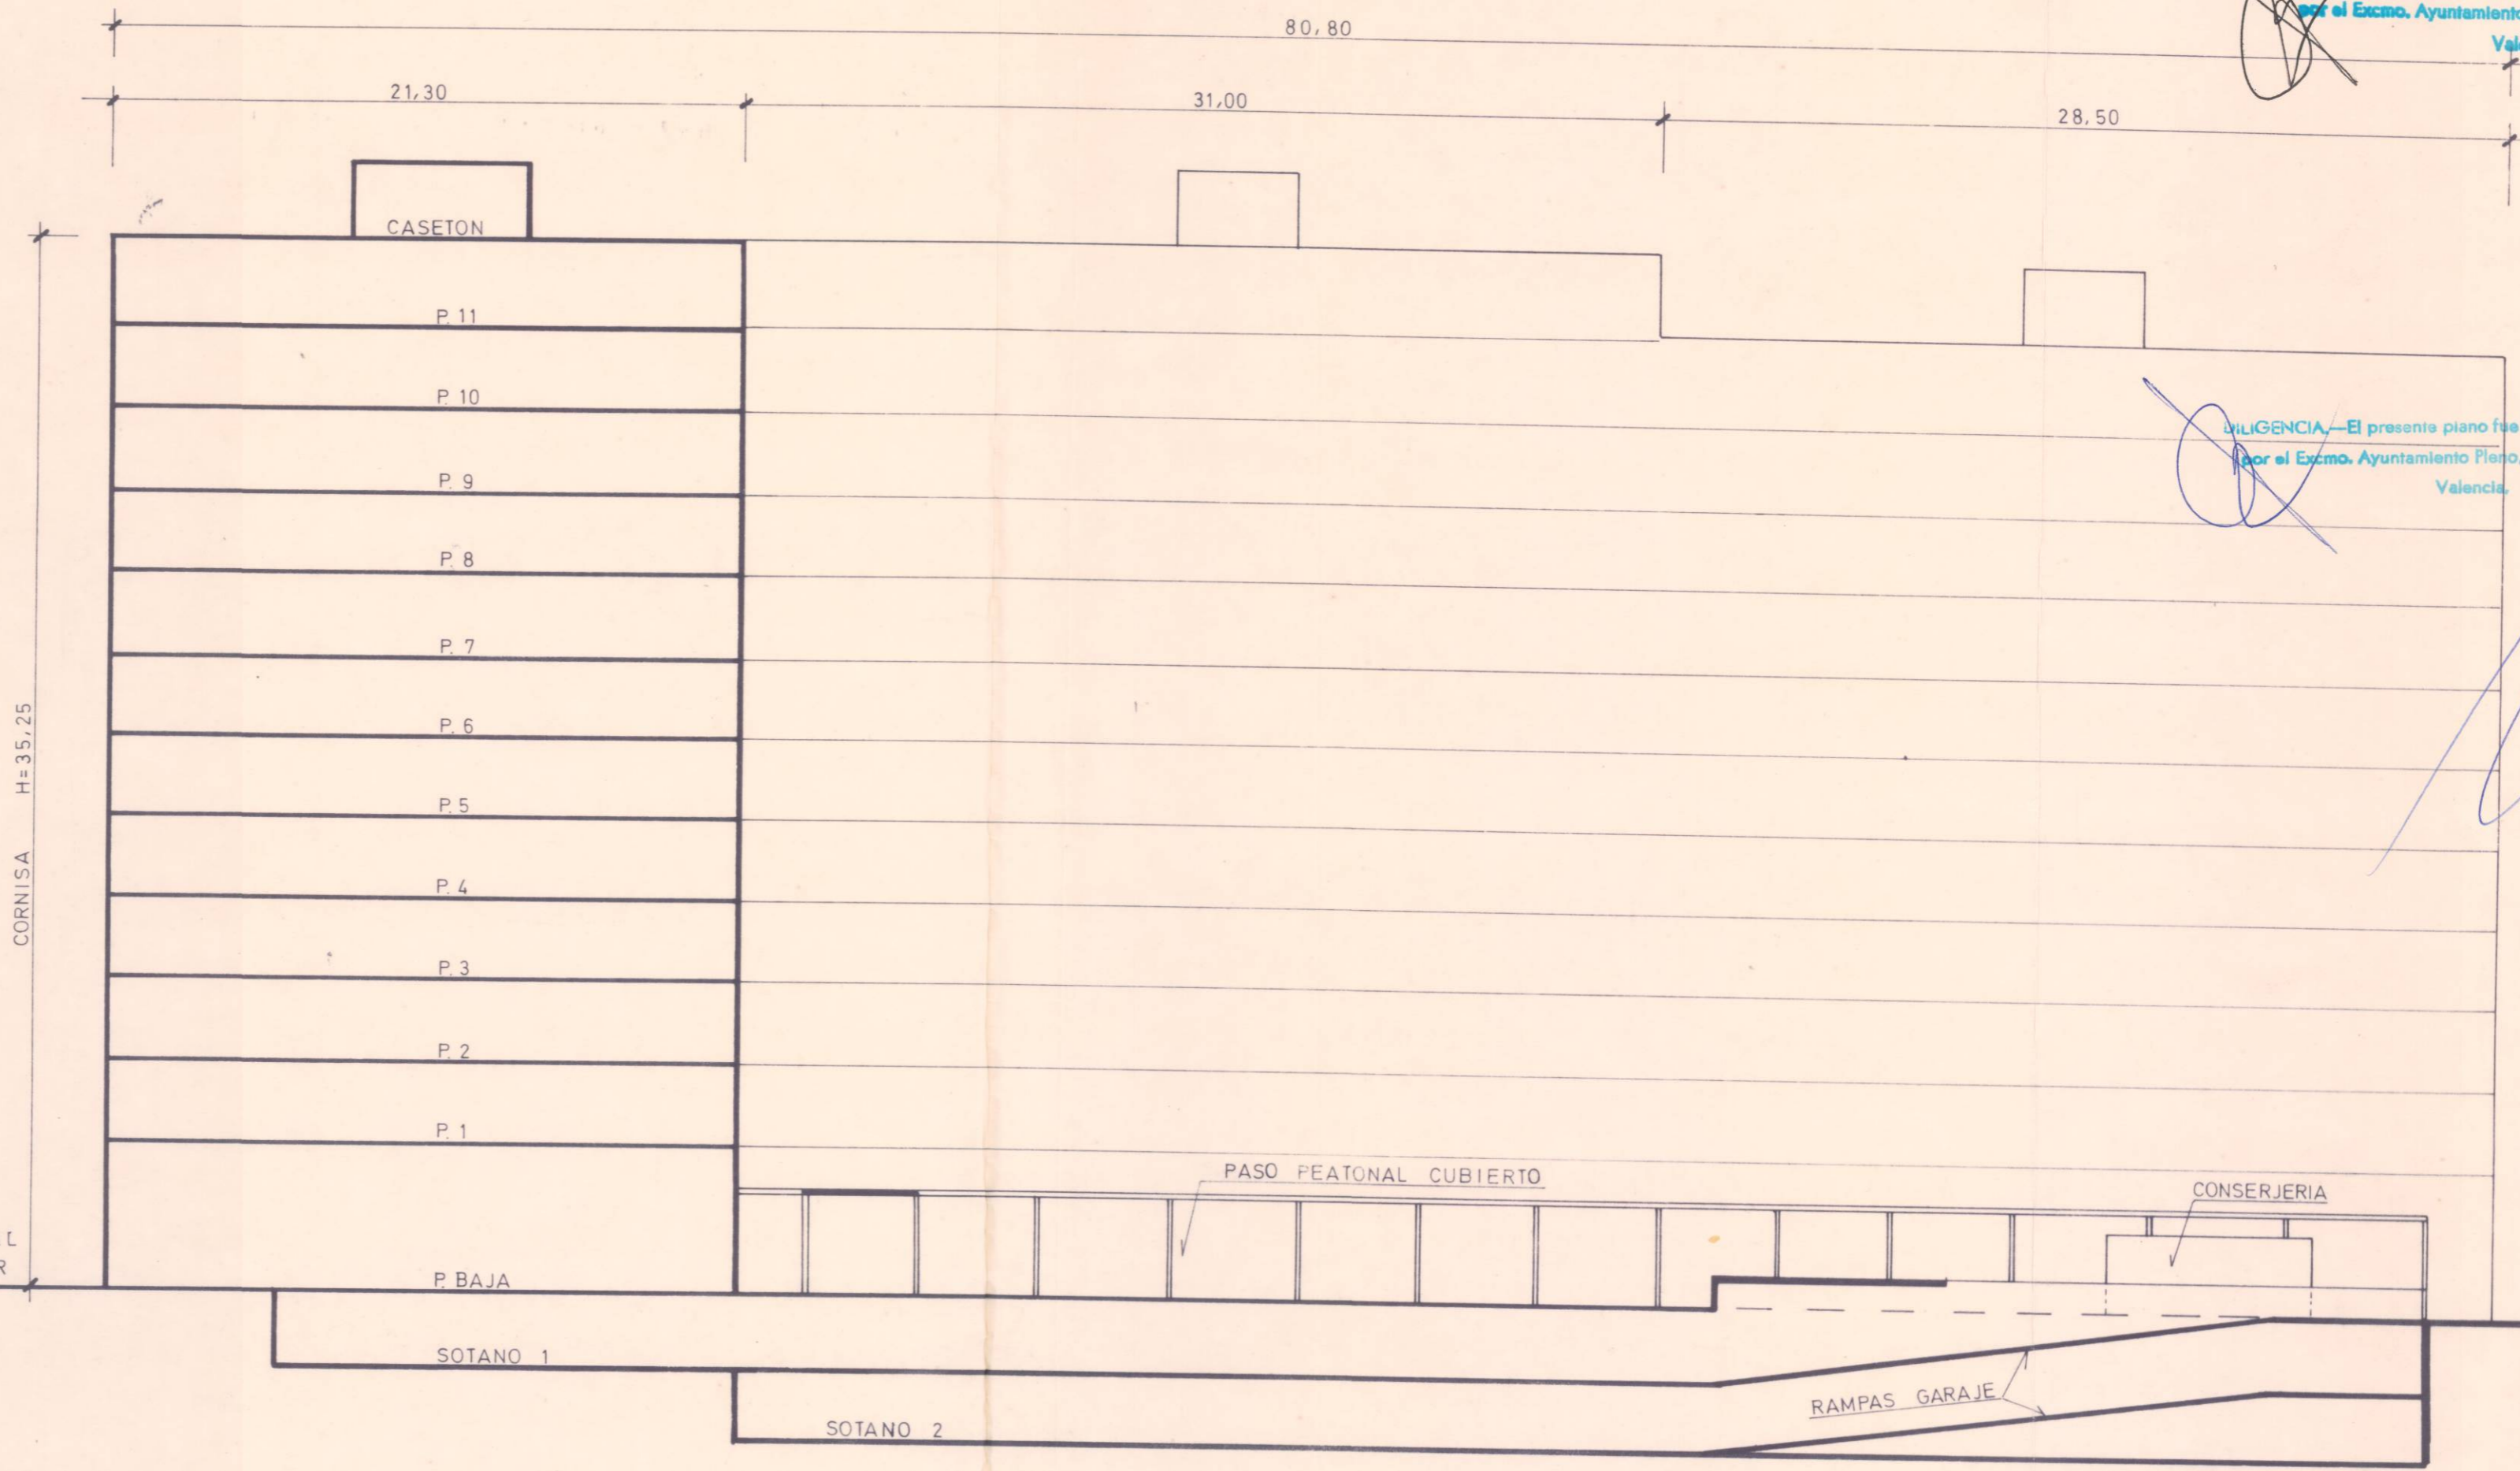 por el Excmo. Ayuntamiento
80,80
21,30
31,00
28,50
CASETON
P. 11
P. 10
P. 9
P. 8
P. 7
P. 6
P. 5
P. 4
P. 3
P. 2
P. 1
P. BAJA
CORNISA H=35,25
DILIGENCIA.—El presente plano fue
por el Excmo. Ayuntamiento Pleno,
Valencia,
PASO PEATONAL CUBIERTO
CONSERJERIA
SOTANO 1
SOTANO 2
RAMPAS GARAJE